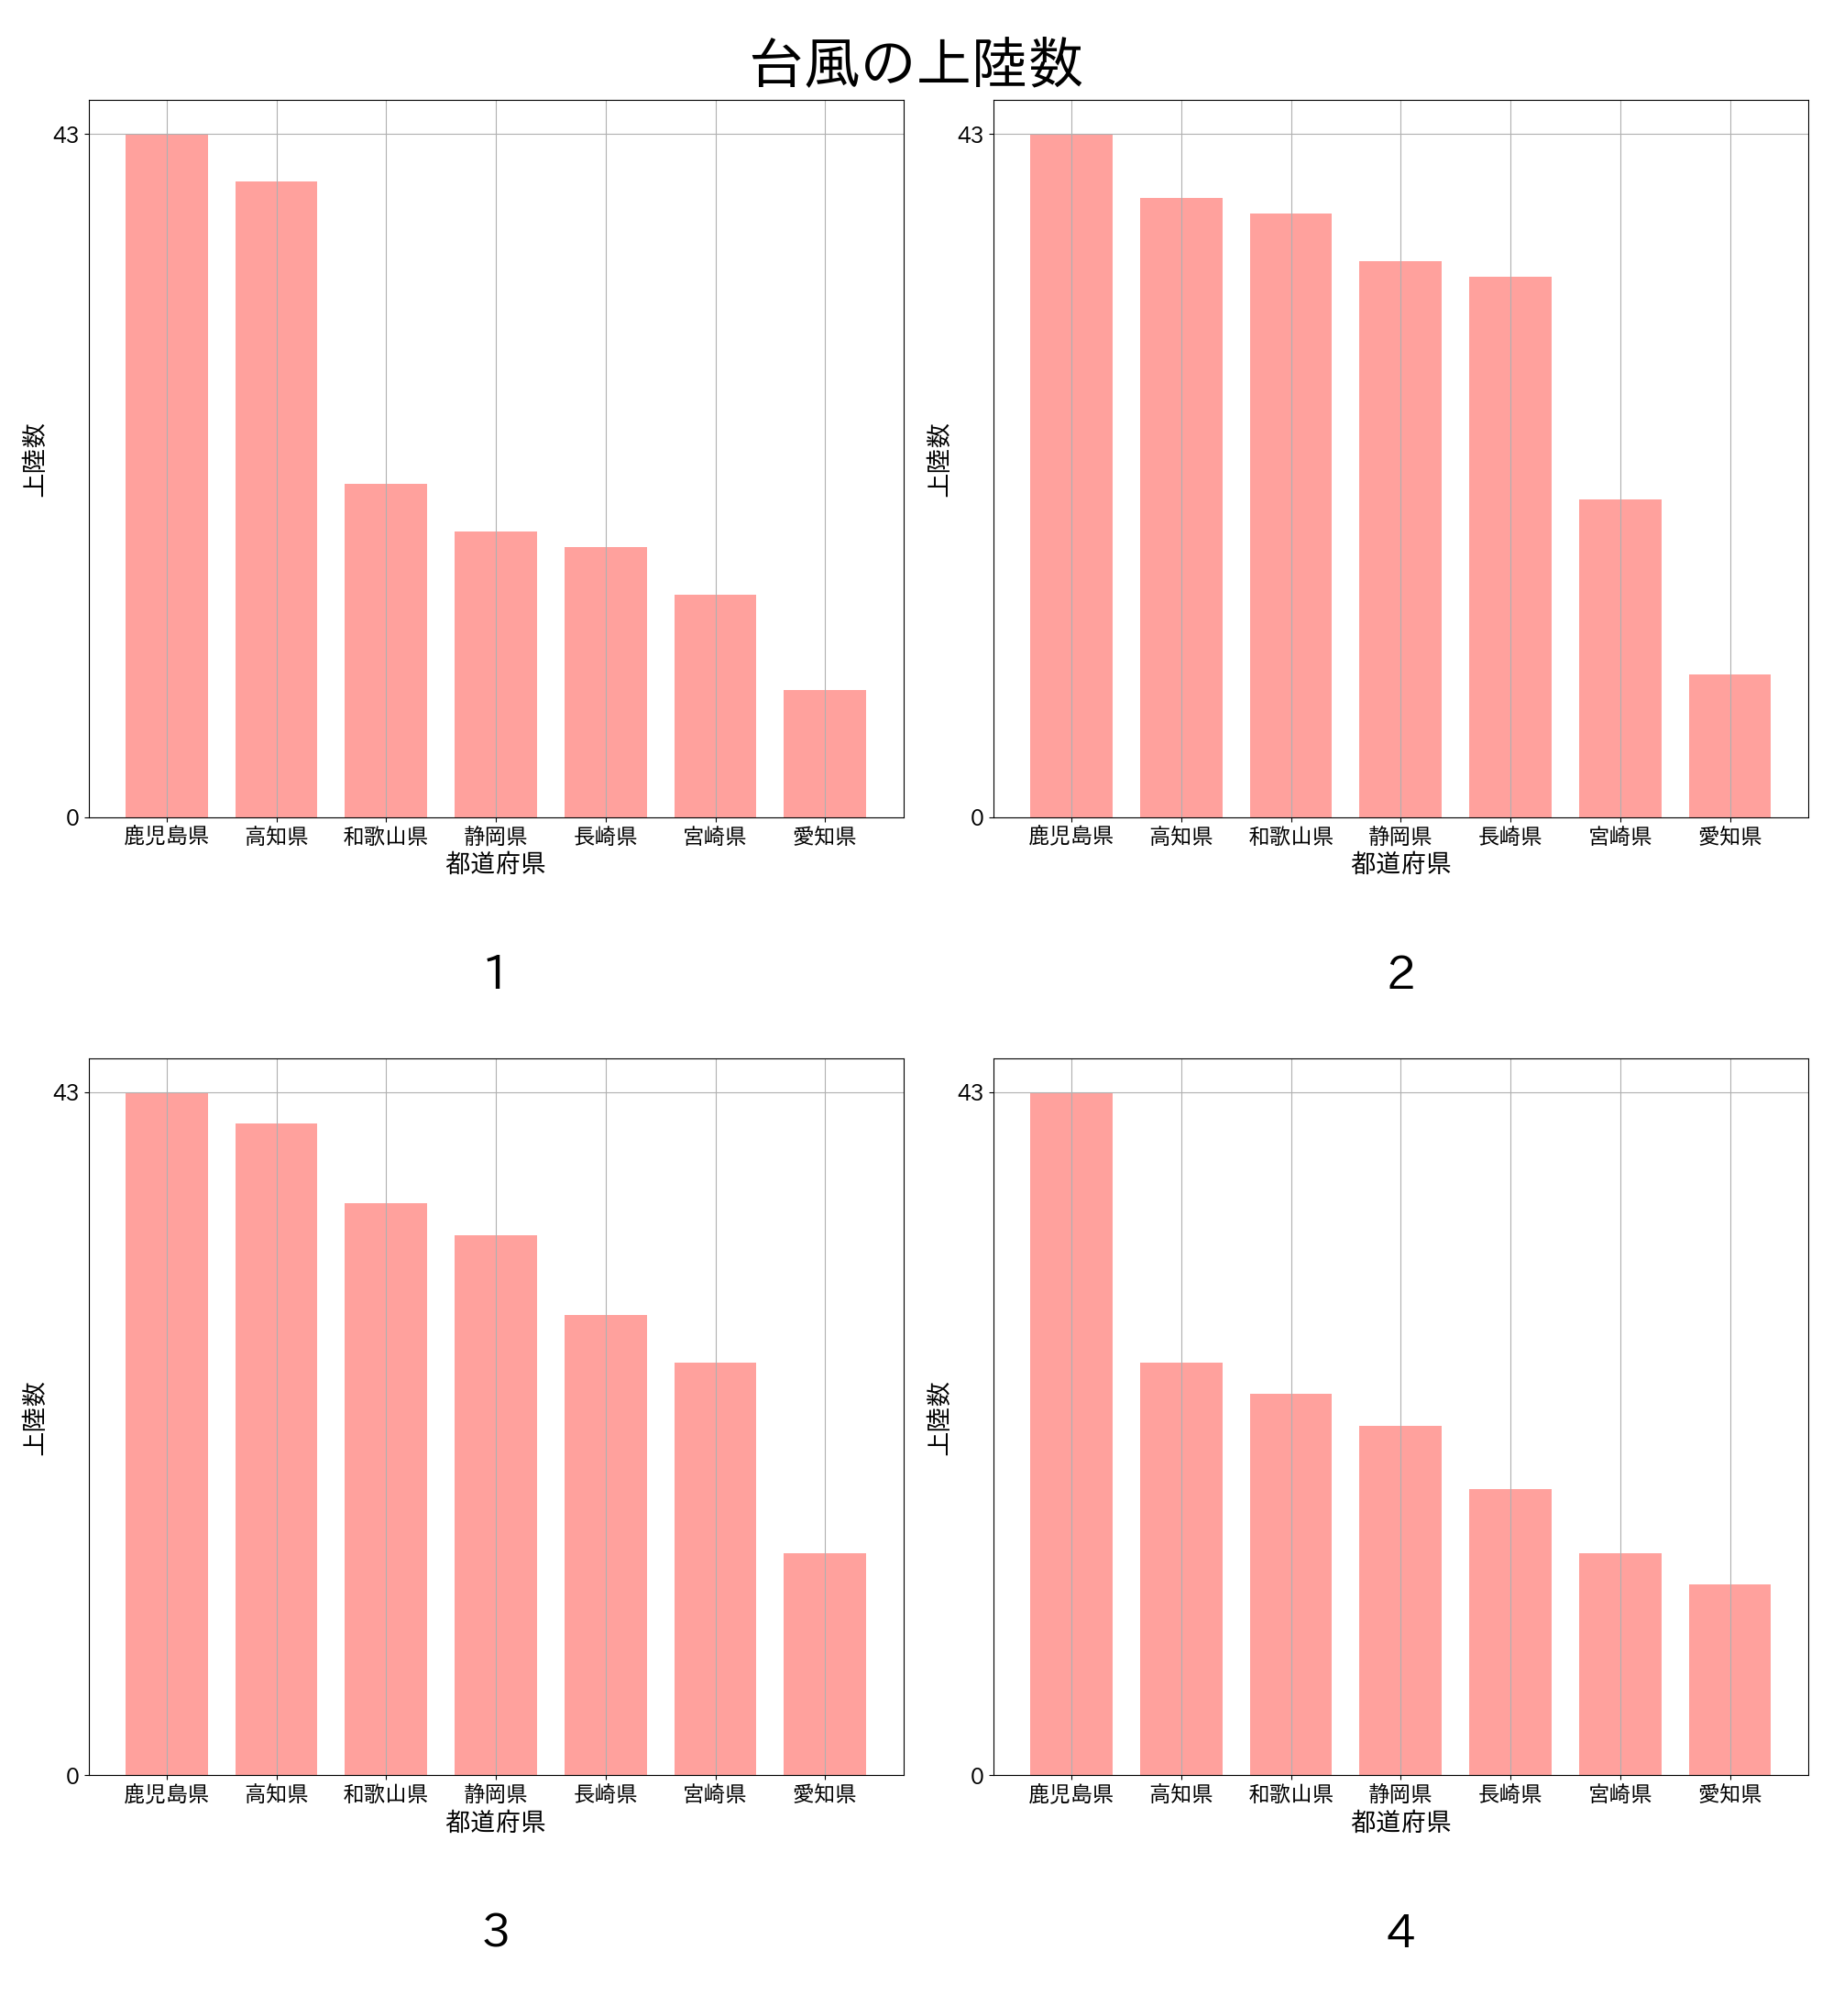 台風の上陸数
43
0
上陸数
鹿児島県 高知県 和歌山県 静岡県 長崎県 宮崎県 愛知県
都道府県
1
43
0
上陸数
鹿児島県 高知県 和歌山県 静岡県 長崎県 宮崎県 愛知県
都道府県
2
43
0
上陸数
鹿児島県 高知県 和歌山県 静岡県 長崎県 宮崎県 愛知県
都道府県
3
43
0
上陸数
鹿児島県 高知県 和歌山県 静岡県 長崎県 宮崎県 愛知県
都道府県
4